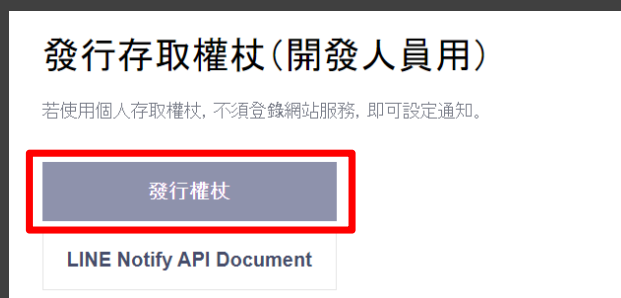 發行存取權杖(開發人員用)
若使用個人存取權杖, 不須登錄網站服務, 即可設定通知。
發行權杖
LINE Notify API Document